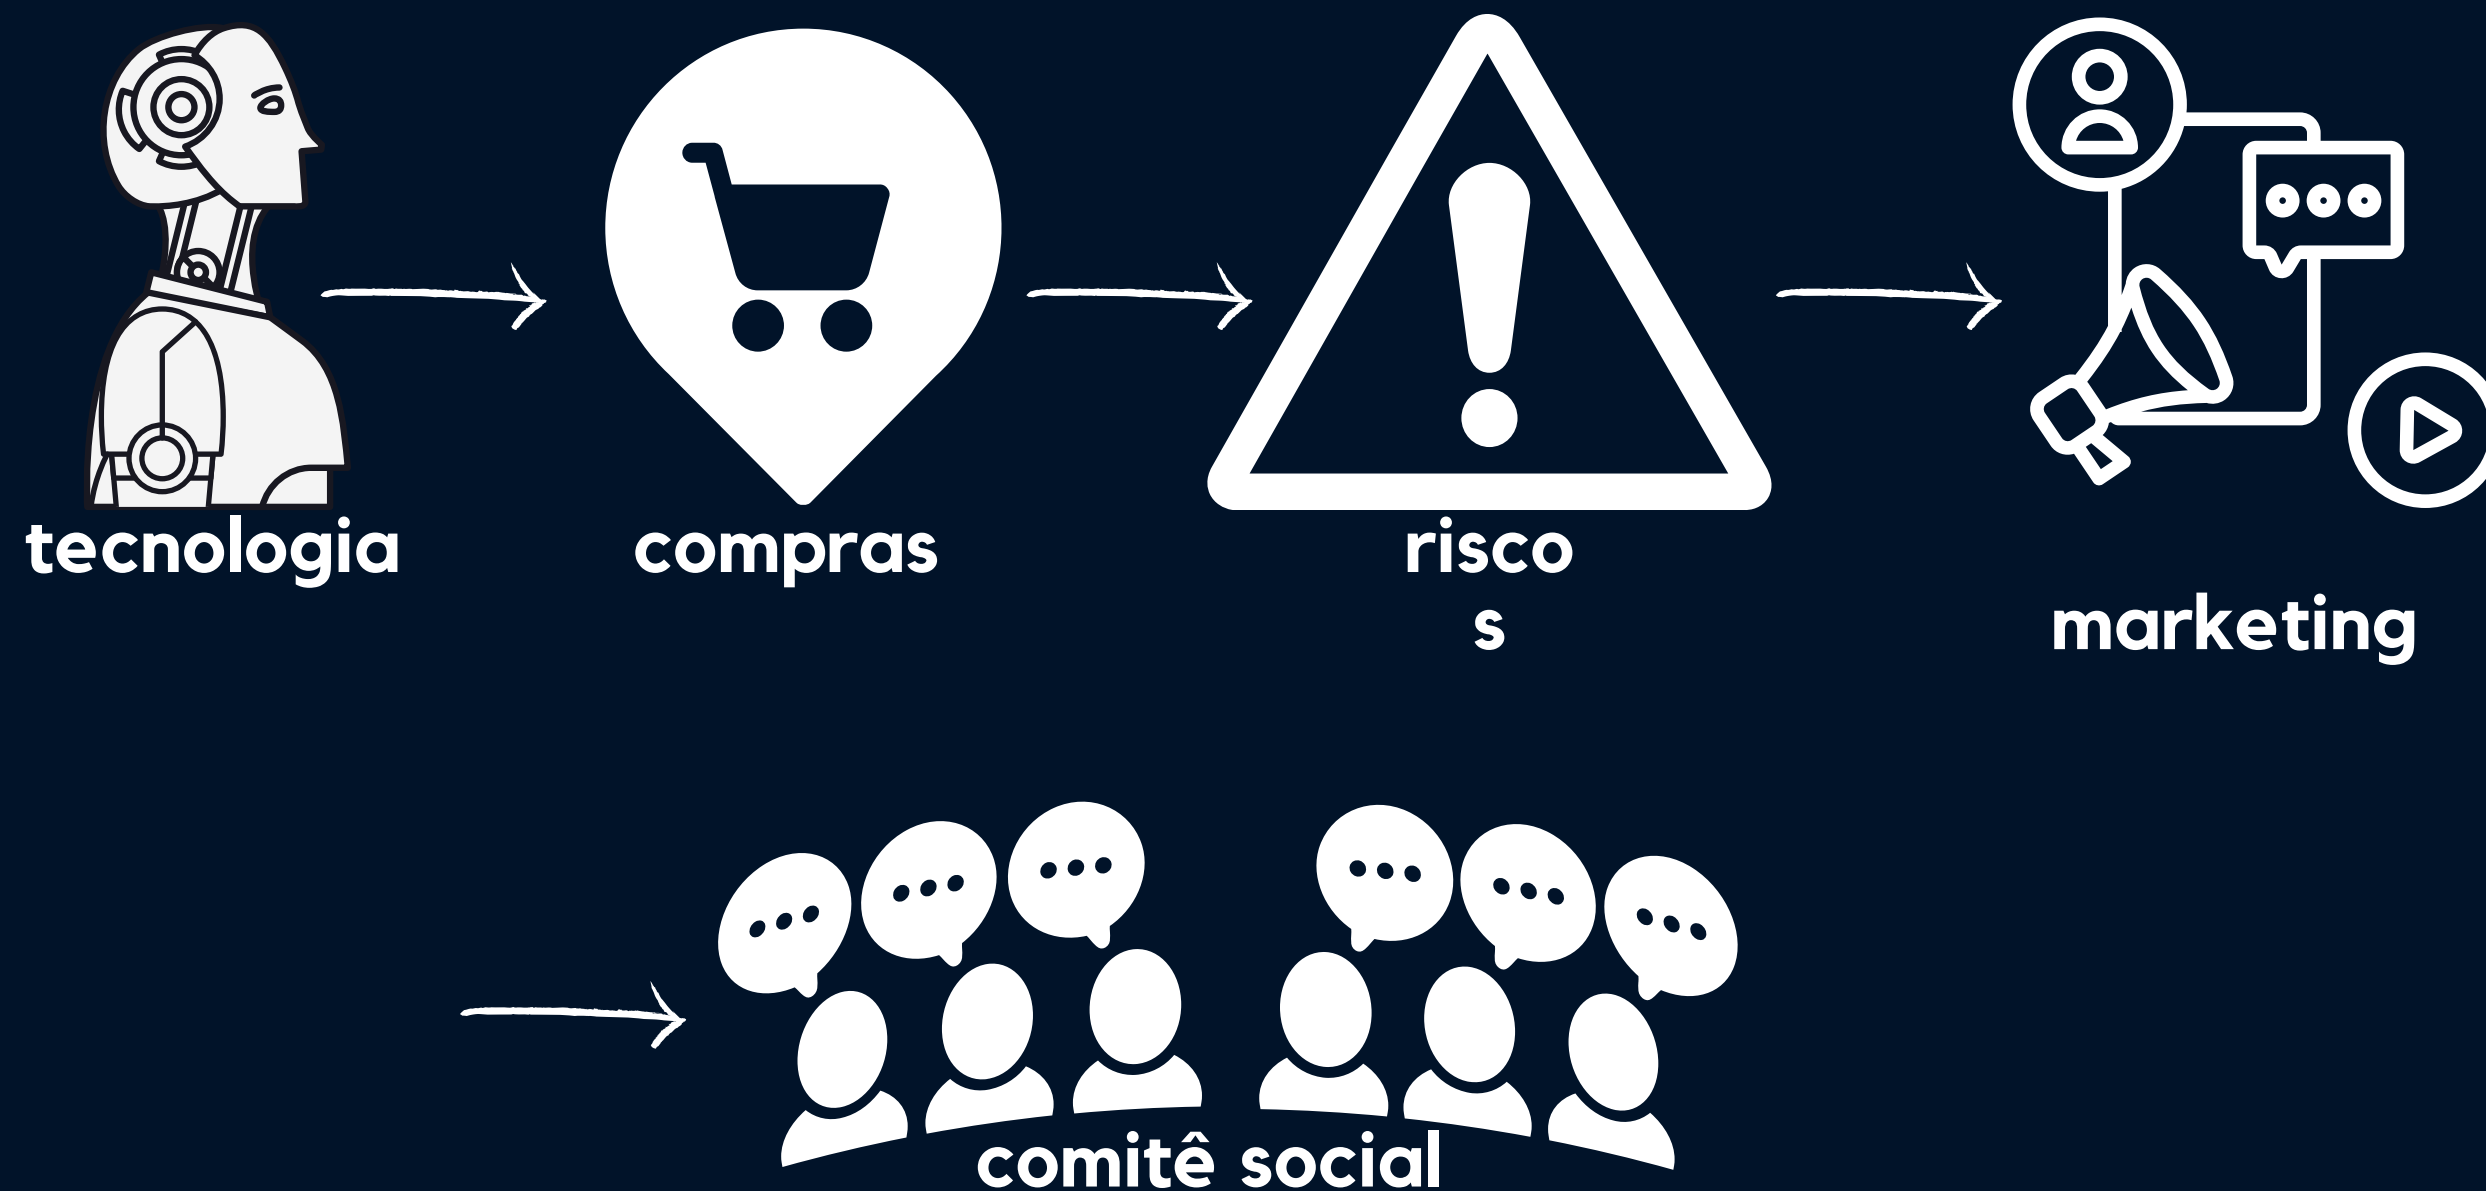 tecnologia
compras
risco
s
marketing
comitê social